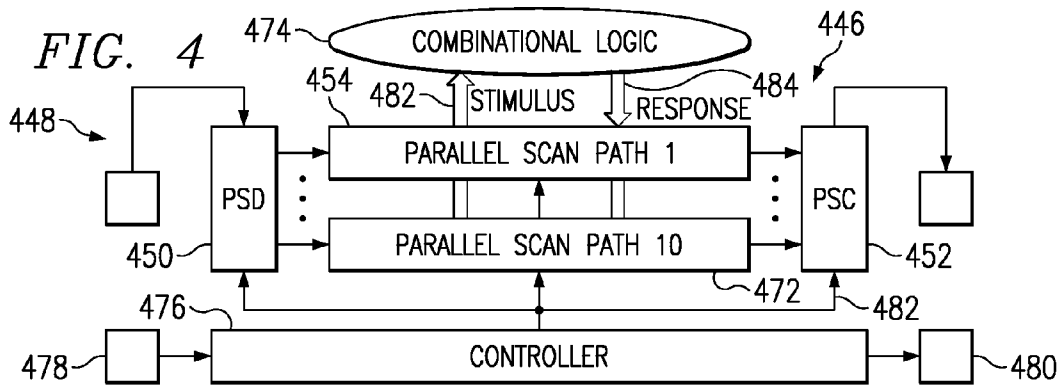 FIG. 4
474
COMBINATIONAL LOGIC
446
454
482
STIMULUS
484
RESPONSE
448
PARALLEL SCAN PATH 1
PSD
PSC
PARALLEL SCAN PATH 10
450
452
472
476
482
478
CONTROLLER
480